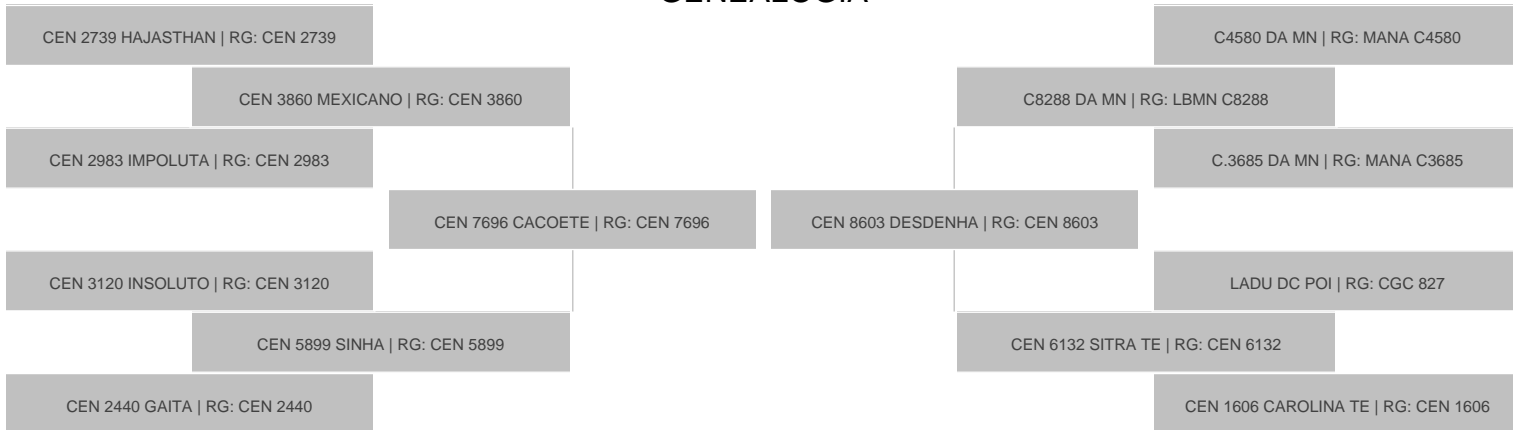 GENEALOGIA
CEN 2739 HAJASTHAN | RG: CEN 2739
C4580 DA MN | RG: MANA C4580
CEN 3860 MEXICANO | RG: CEN 3860
C8288 DA MN | RG: LBMN C8288
CEN 2983 IMPOLUTA | RG: CEN 2983
C.3685 DA MN | RG: MANA C3685
CEN 7696 CACOETE | RG: CEN 7696
CEN 8603 DESDENHA | RG: CEN 8603
CEN 3120 INSOLUTO | RG: CEN 3120
LADU DC POI | RG: CGC 827
CEN 5899 SINHA | RG: CEN 5899
CEN 6132 SITRA TE | RG: CEN 6132
CEN 2440 GAITA | RG: CEN 2440
CEN 1606 CAROLINA TE | RG: CEN 1606